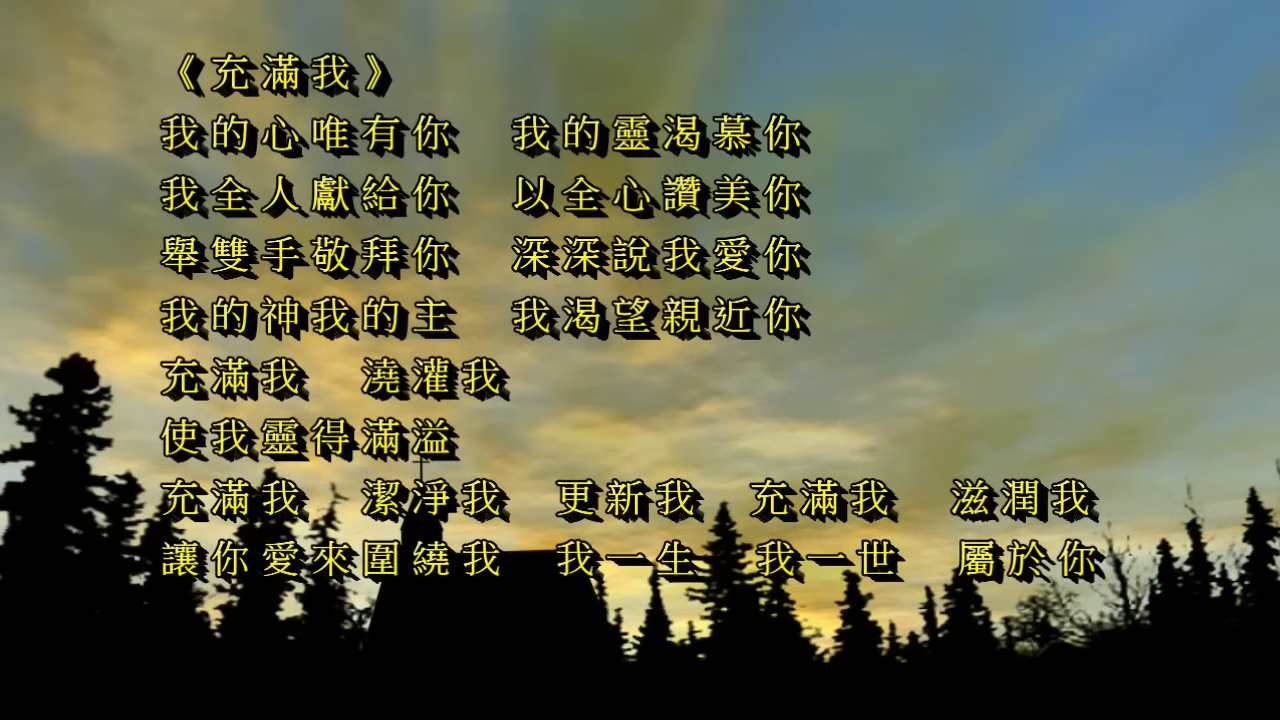 《充滿我》
我的心唯有你　我的靈渴慕你
我全人獻給你　以全心讚美你
舉雙手敬拜你　深深說我愛你
我的神我的主　我渴望親近你
充滿我　澆灌我
使我靈得滿溢
充滿我　潔淨我　更新我　充滿我　滋潤我
讓你愛來圍繞我　我一生　我一世　屬於你